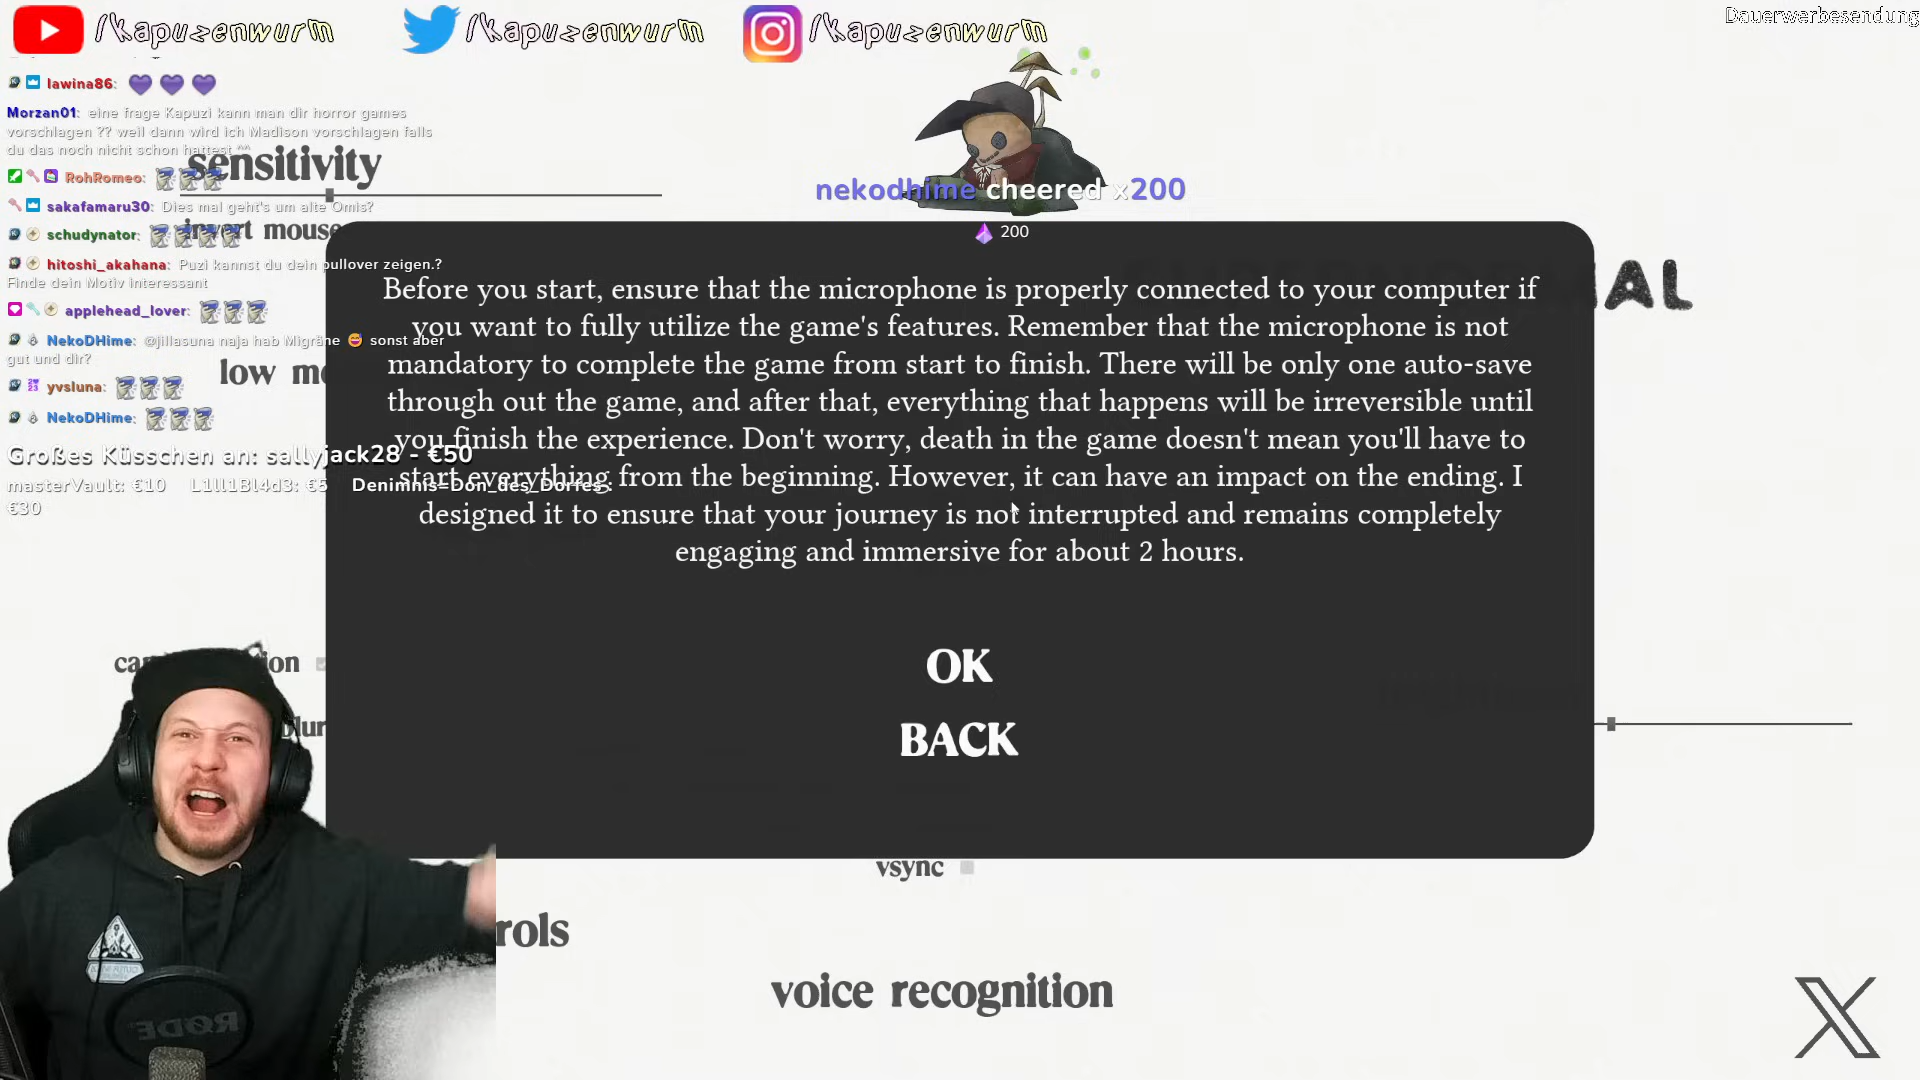 /kapuzenwurm
/kapuzenwurm
/kapuzenwurm
Dauerwerbesendung
lawina86:
Morzan01: eine frage Kapuzi kann man dir horror games
vorschlagen ?? weil dann wird ich Madison vorschlagen falls
du das noch nicht schon hattest ^^
sensitivity
RohRomeo:
sakafamaru30: Dies mal geht's um alte Omis?
invert mouse
schudynator:
hitoshi_akahana: Puzi kannst du dein pullover zeigen.?
Finde dein Motiv interessant
applehead_lover:
NekoDHime: @jillasuna naja hab Migräne 😅 sonst aber
gut und dir?
low mo
yvsluna:
NekoDHime:
Großes Küsschen an: sallyjack28 - €50
masterVault: €10 L1ll1Bl4d3: €5 Deniminis=Don_des_Dorfes :
€30
nekodhime cheered x200
200
AL
Before you start, ensure that the microphone is properly connected to your computer if
you want to fully utilize the game's features. Remember that the microphone is not
mandatory to complete the game from start to finish. There will be only one auto-save
through out the game, and after that, everything that happens will be irreversible until
you finish the experience. Don't worry, death in the game doesn't mean you'll have to
start everything from the beginning. However, it can have an impact on the ending. I
designed it to ensure that your journey is not interrupted and remains completely
engaging and immersive for about 2 hours.
OK
BACK
vsync
rols
voice recognition
RØDE
X